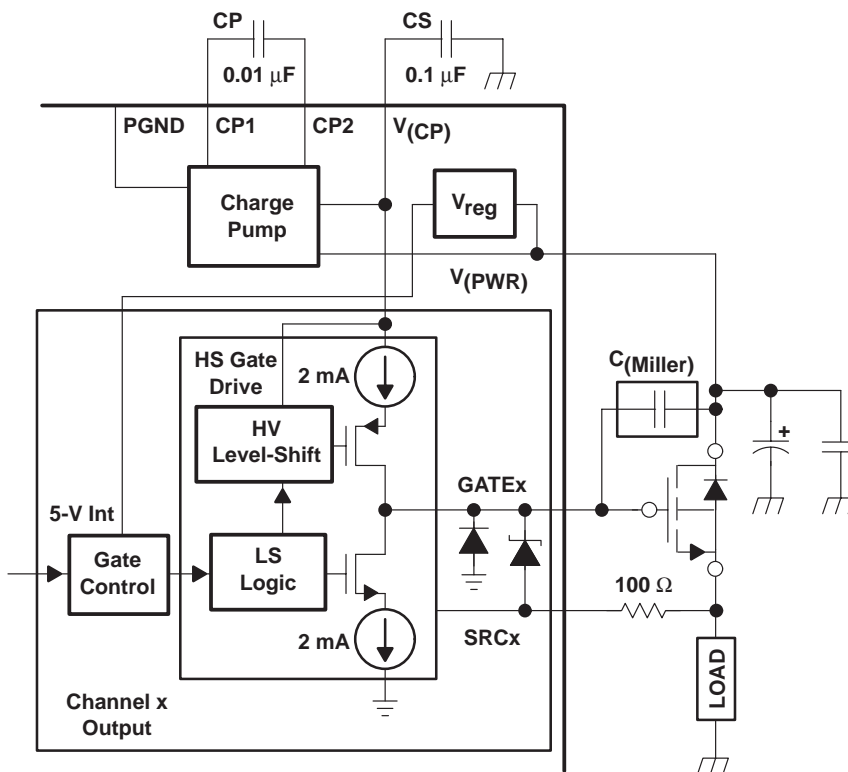 CP
CS
0.01 μF
0.1 μF
PGND
CP1
CP2
V(CP)
Charge
Pump
Vreg
V(PWR)
HS Gate
Drive
2 mA
C(Miller)
HV
Level-Shift
+
GATEx
5-V Int
Gate
Control
LS
Logic
100 Ω
2 mA
SRCx
LOAD
Channel x
Output